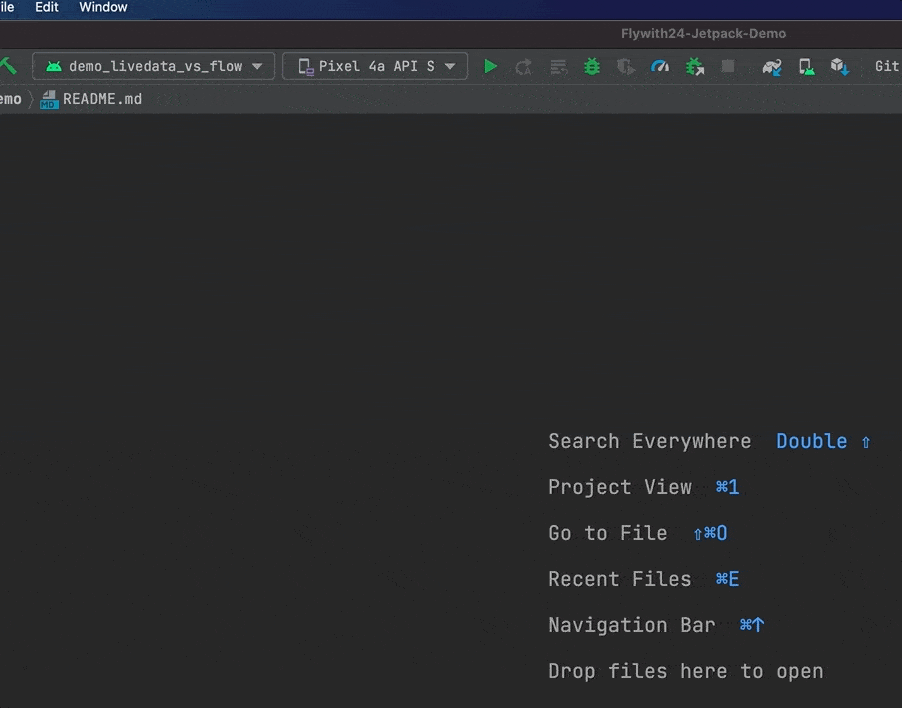 ile Edit Window
Flywith24-Jetpack-Demo
demo_livedata_vs_flow Pixel 4a API S Git
emo README.md
MD
Search Everywhere Double ⇧
Project View ⌘1
Go to File ⇧⌘O
Recent Files ⌘E
Navigation Bar ⌘↑
Drop files here to open